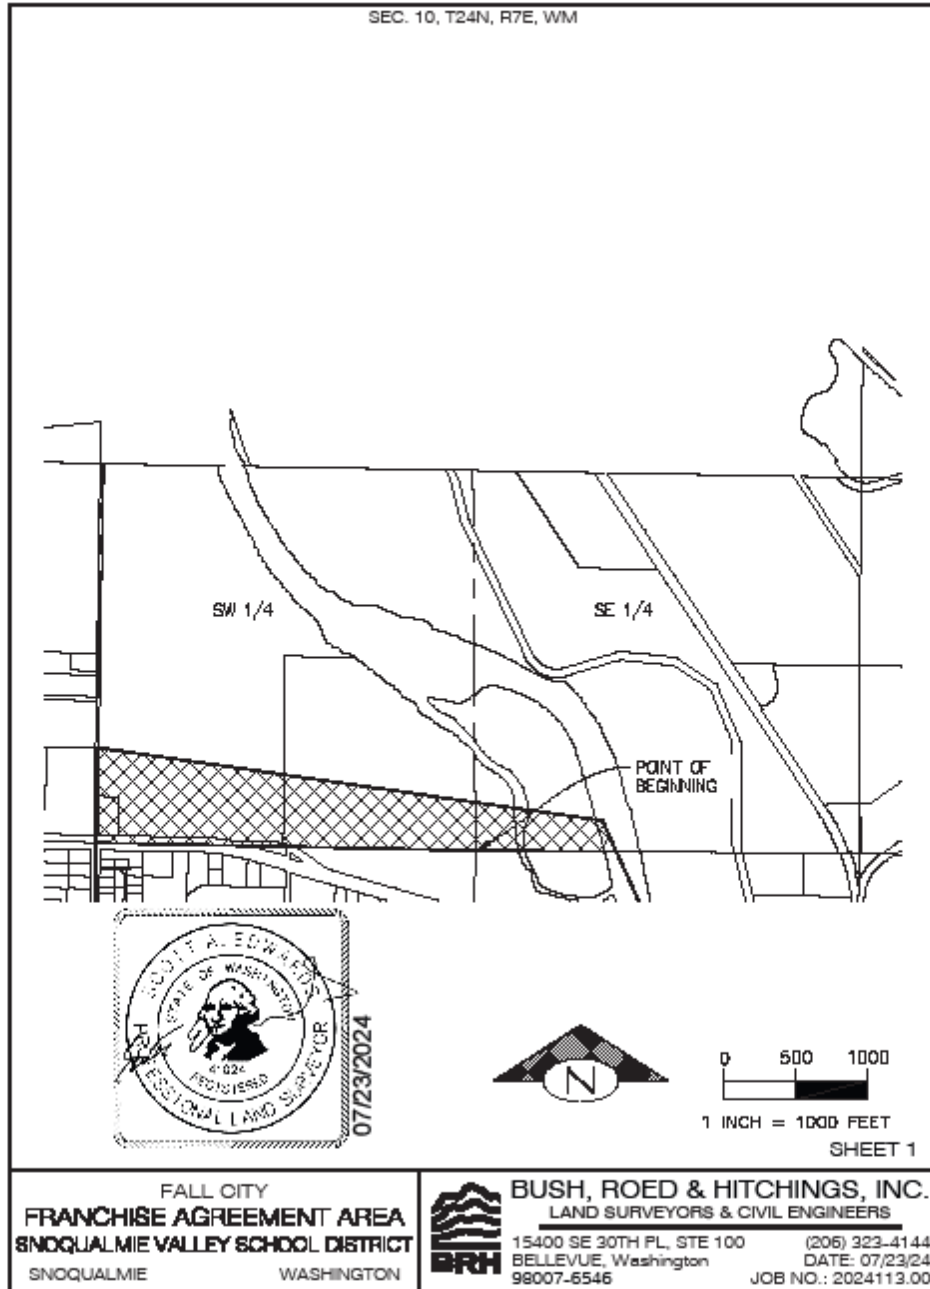 SEC. 10, T24N, R7E, WM
SW 1/4
SE 1/4
POINT OF
BEGINNING
SCOTT A. EDWARDS
STATE OF WASHINGTON
41024
REGISTERED
PROFESSIONAL LAND SURVEYOR
07/23/2024
N
0 500 1000
1 INCH = 1000 FEET
SHEET 1
FALL CITY
FRANCHISE AGREEMENT AREA
SNOQUALMIE VALLEY SCHOOL DISTRICT
SNOQUALMIE WASHINGTON
BRH
BUSH, ROED & HITCHINGS, INC.
LAND SURVEYORS & CIVIL ENGINEERS
15400 SE 30TH PL, STE 100 (206) 323-4144
BELLEVUE, Washington DATE: 07/23/24
98007-6546 JOB NO.: 2024113.00